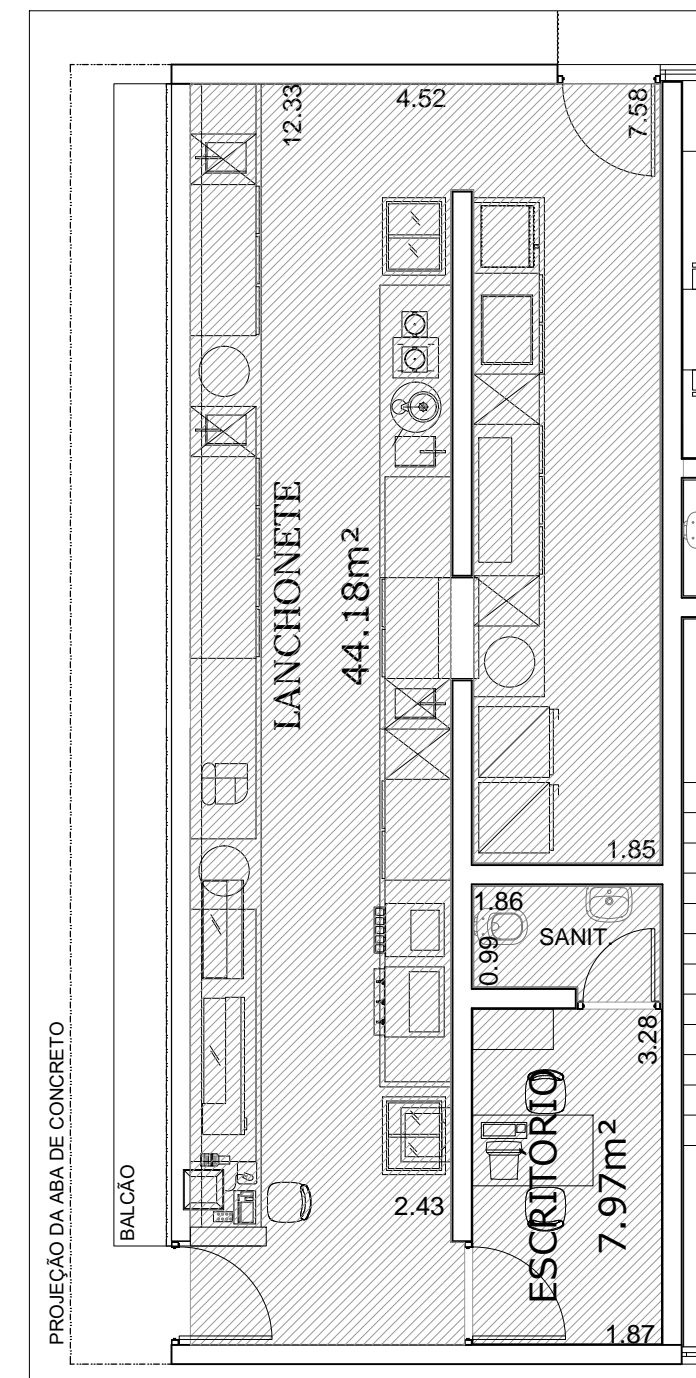 12.33
4.52
7.58
LANCHONETE
44.18m²
1.85
1.86
0.99
SANIT.
3.28
ESCRITORIO
7.97m²
2.43
1.87
BALCÃO
PROJEÇÃO DA ABA DE CONCRETO